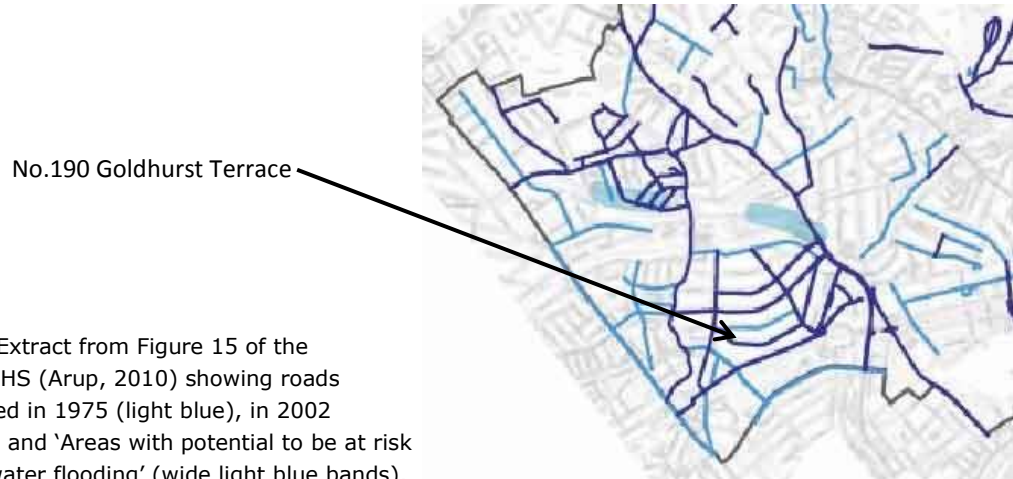 No.190 Goldhurst Terrace
Extract from Figure 15 of the
HS (Arup, 2010) showing roads
ed in 1975 (light blue), in 2002
and ‘Areas with potential to be at risk
water flooding’ (wide light blue bands)